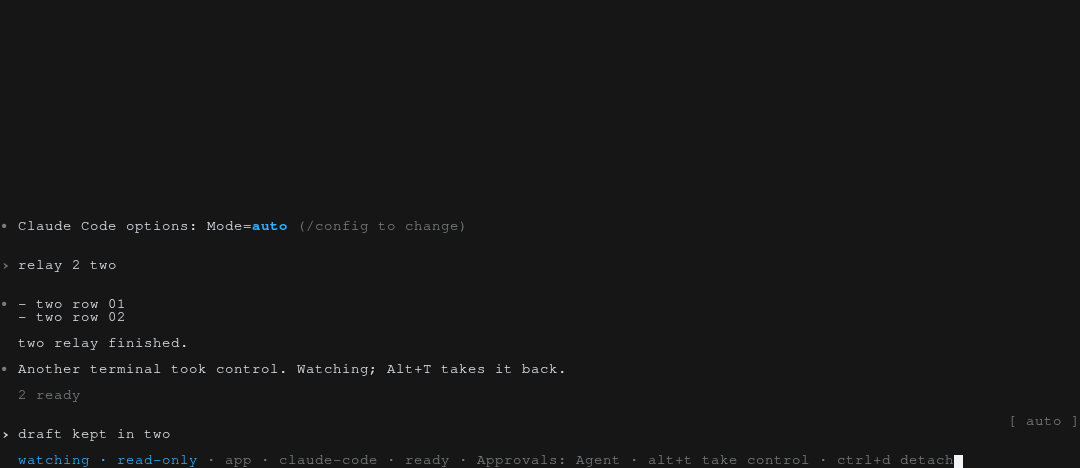 • Claude Code options: Mode=auto (/config to change)
› relay 2 two
• - two row 01
- two row 02
two relay finished.
• Another terminal took control. Watching; Alt+T takes it back.
2 ready
[ auto ]
› draft kept in two
watching · read-only · app · claude-code · ready · Approvals: Agent · alt+t take control · ctrl+d detach